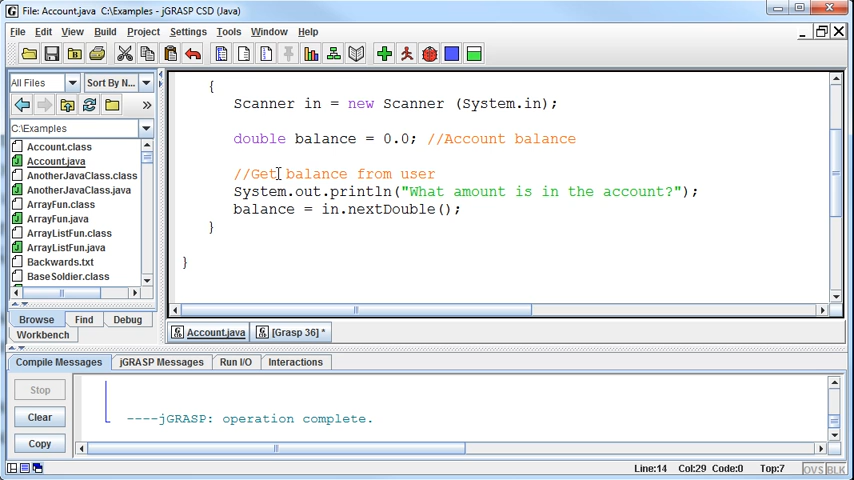 File: Account.java C:\Examples - jGRASP CSD (Java)
File Edit View Build Project Settings Tools Window Help
All Files Sort By N...
C:\Examples
Account.class
Account.java
AnotherJavaClass.class
AnotherJavaClass.java
ArrayFun.class
ArrayFun.java
ArrayListFun.class
ArrayListFun.java
Backwards.txt
BaseSoldier.class
Browse Find Debug
Workbench
{
Scanner in = new Scanner (System.in);
double balance = 0.0; //Account balance
//Get balance from user
System.out.println("What amount is in the account?");
balance = in.nextDouble();
}
}
Account.java [Grasp 36] *
Compile Messages jGRASP Messages Run I/O Interactions
Stop
Clear
Copy
----jGRASP: operation complete.
Line:14 Col:29 Code:0 Top:7 OVS BLK